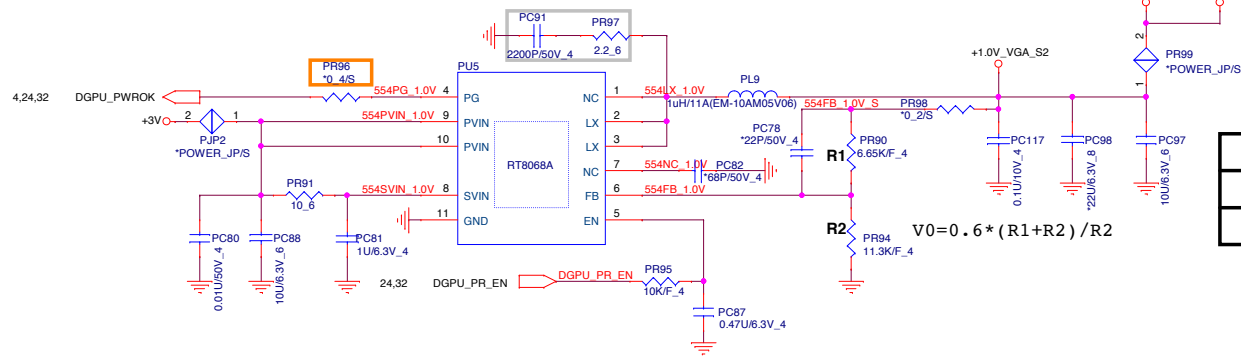 PC91
PR97
2200P/50V_4
2.2_6
2
+1.0V_VGA_S2
PR99
*POWER_JP/S
1
PR96
*0_4/S
PU5
4,24,32
DGPU_PWROK
554PG_1.0V
4
PG
NC
1
554LX_1.0V
PL9
1uH/11A(EM-10AM05V06)
554FB_1.0V_S
PR98
*0_2/S
+3V
2
1
PJP2
*POWER_JP/S
554PVIN_1.0V
9
PVIN
LX
2
10
PVIN
LX
3
RT8068A
NC
7
554NC_1.0V
PC82
*68P/50V_4
PC78
*22P/50V_4
R1
PR90
6.65K/F_4
PC117
0.1U/10V_4
PC98
*22U/6.3V_8
PC97
10U/6.3V_6
PR91
10_6
554SVIN_1.0V
8
SVIN
FB
6
554FB_1.0V
11
GND
EN
5
R2
PR94
11.3K/F_4
V0=0.6*(R1+R2)/R2
PC80
0.01U/50V_4
PC88
10U/6.3V_6
PC81
1U/6.3V_4
24,32
DGPU_PR_EN
DGPU_PR_EN
PR95
10K/F_4
PC87
0.47U/6.3V_4